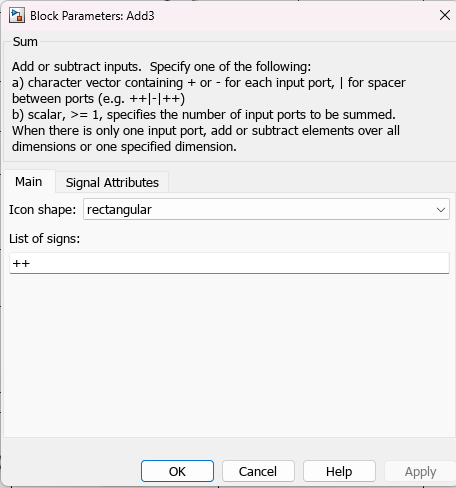 Block Parameters: Add3
Sum
Add or subtract inputs.  Specify one of the following:
a) character vector containing + or - for each input port, | for spacer
between ports (e.g. ++|-|++)
b) scalar, >= 1, specifies the number of input ports to be summed.
When there is only one input port, add or subtract elements over all
dimensions or one specified dimension.
Main Signal Attributes
Icon shape: rectangular
List of signs:
++
OK Cancel Help Apply